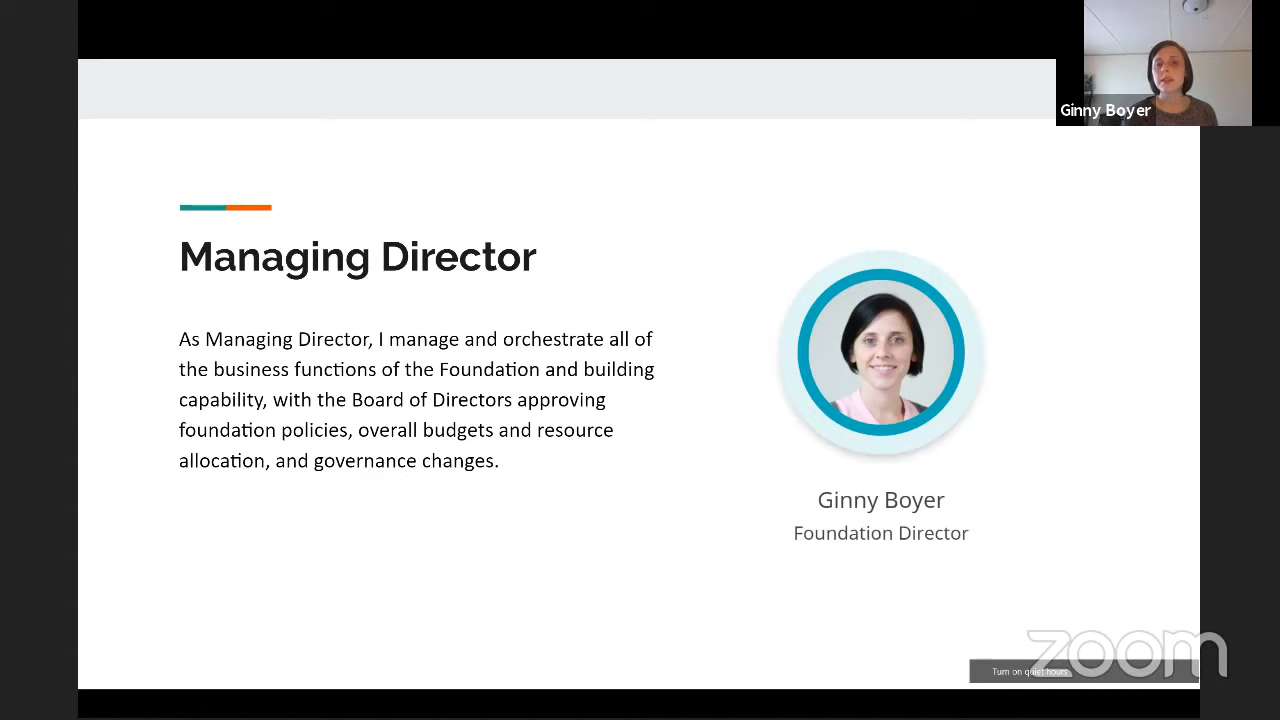 Ginny Boyer
Managing Director
As Managing Director, I manage and orchestrate all of
the business functions of the Foundation and building
capability, with the Board of Directors approving
foundation policies, overall budgets and resource
allocation, and governance changes.
Ginny Boyer
Foundation Director
zoom
Turn on quiet hours